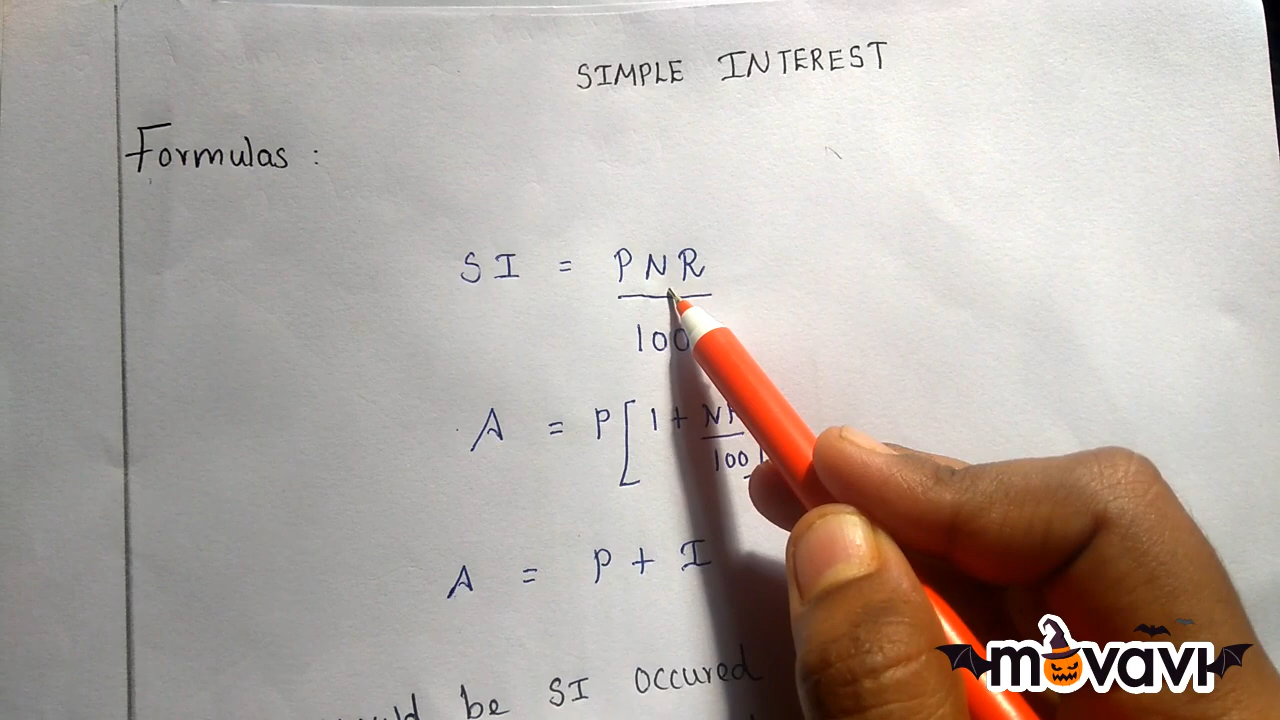 SIMPLE INTEREST
Formulas :
SI = PNR
100
A = P[1 + N
100
A = P + I
be SI occured
movavi